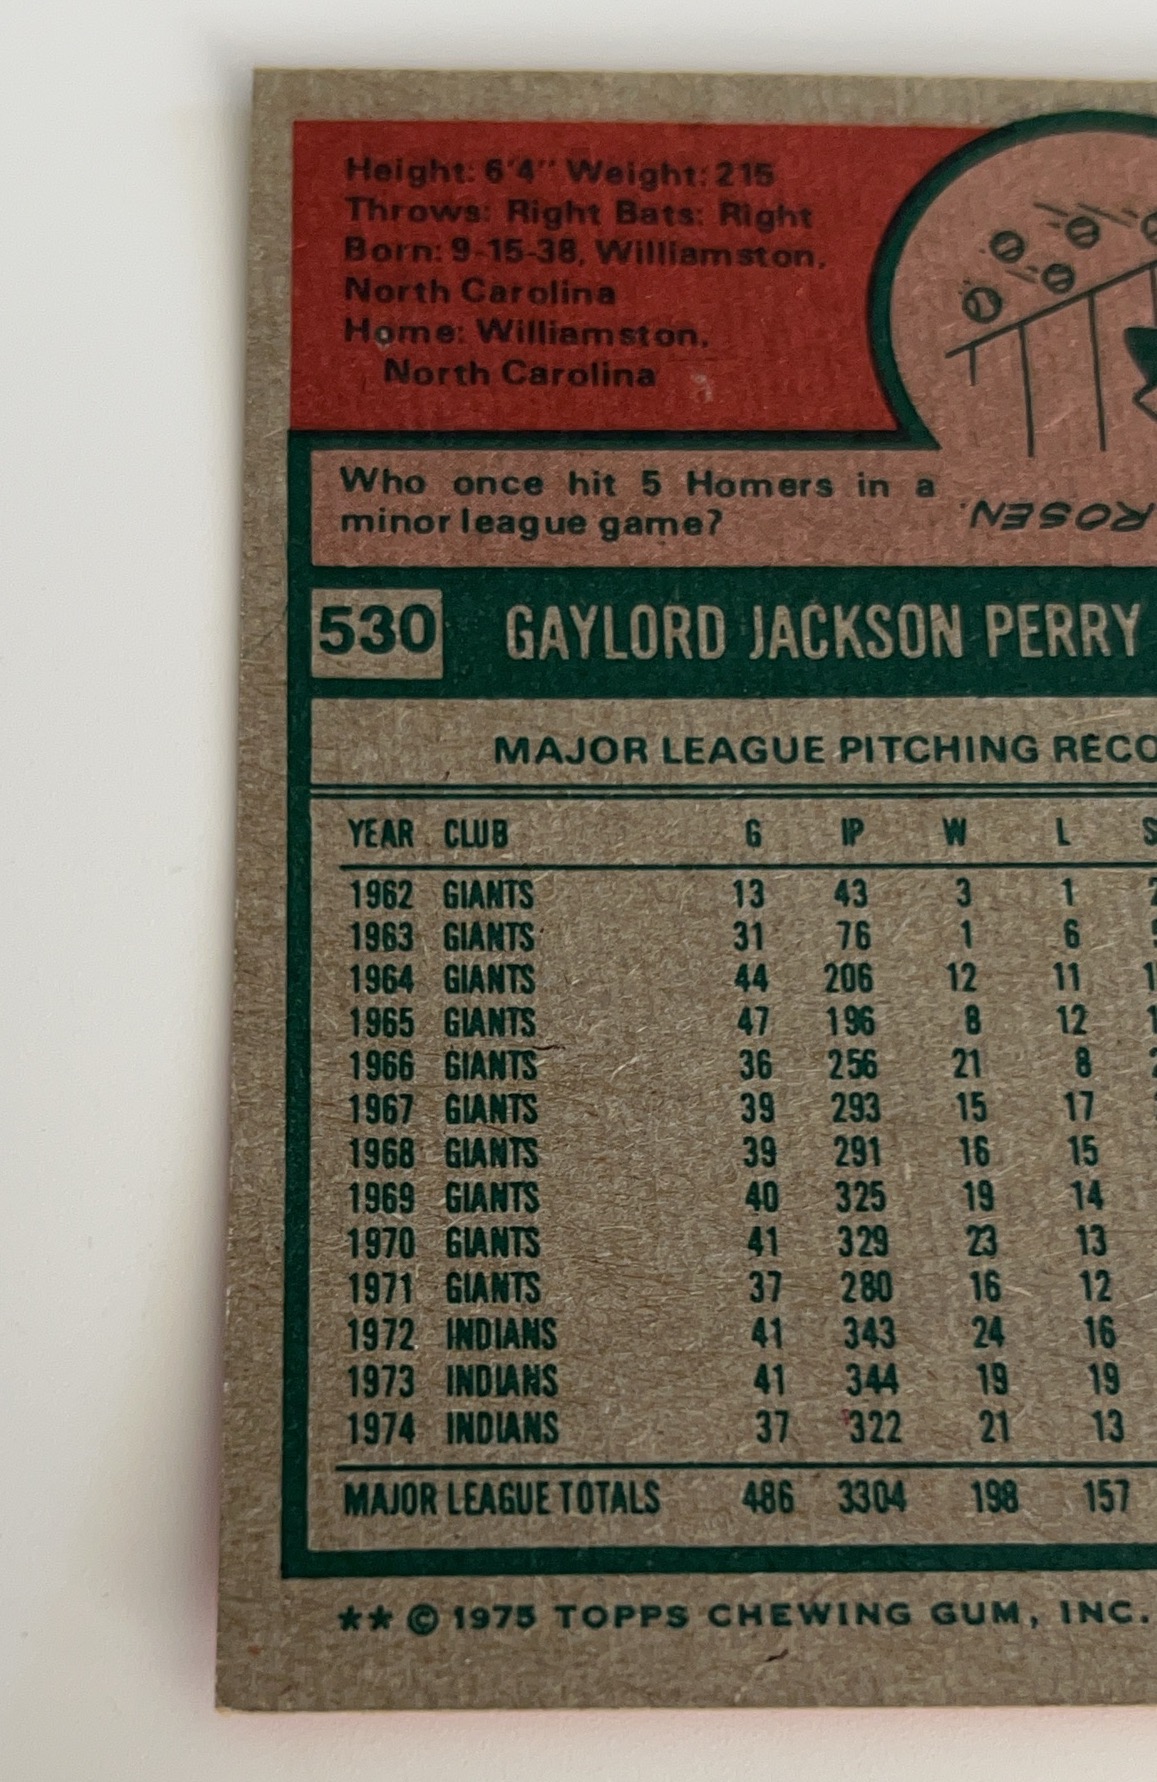 Height: 6'4" Weight: 215
Throws: Right Bats: Right
Born: 9-15-38, Williamston,
North Carolina
Home: Williamston,
North Carolina
Who once hit 5 Homers in a
minor league game?
ROSEN.
530 GAYLORD JACKSON PERRY
MAJOR LEAGUE PITCHING RECO
YEAR CLUB G IP W L S
1962 GIANTS 13 43 3 1
1963 GIANTS 31 76 1 6
1964 GIANTS 44 206 12 11
1965 GIANTS 47 196 8 12
1966 GIANTS 36 256 21 8
1967 GIANTS 39 293 15 17
1968 GIANTS 39 291 16 15
1969 GIANTS 40 325 19 14
1970 GIANTS 41 329 23 13
1971 GIANTS 37 280 16 12
1972 INDIANS 41 343 24 16
1973 INDIANS 41 344 19 19
1974 INDIANS 37 322 21 13
MAJOR LEAGUE TOTALS 486 3304 198 157
** © 1975 TOPPS CHEWING GUM, INC.